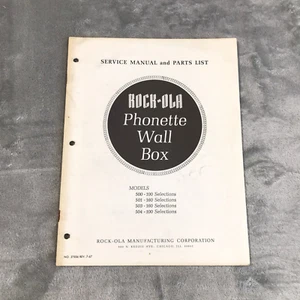 SERVICE MANUAL and PARTS LIST
ROCK-OLA
Phonette
Wall
Box
MODELS
500 - 100 Selections
501 - 160 Selections
503 - 160 Selections
504 - 100 Selections
ROCK-OLA MANUFACTURING CORPORATION